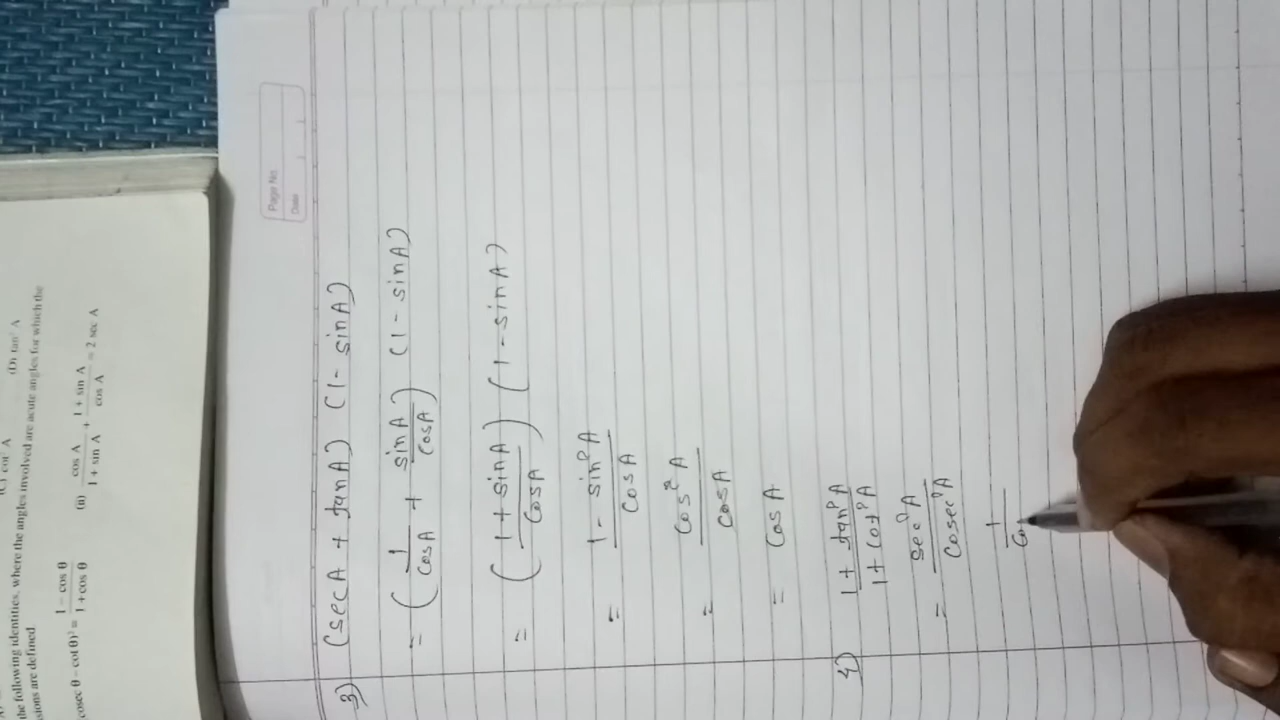 (C) cot² A (D) tan² A
the following identities, where the angles involved are acute angles for which the
sions are defined.
cosec θ – cot θ)² = (1 – cos θ)/(1 + cos θ) (ii) cos A/(1 + sin A) + (1 + sin A)/cos A = 2 sec A
Page No.
Date
3) (secA + tanA) (1 - sinA)
= (1/cosA + sinA/cosA) (1 - sinA)
= (1 + sinA/cosA) (1 - sinA)
= 1 - sin²A/cosA
= cos²A/cosA
= cosA
4) 1 + tan²A/1 + cot²A
= sec²A/cosec²A
1/co